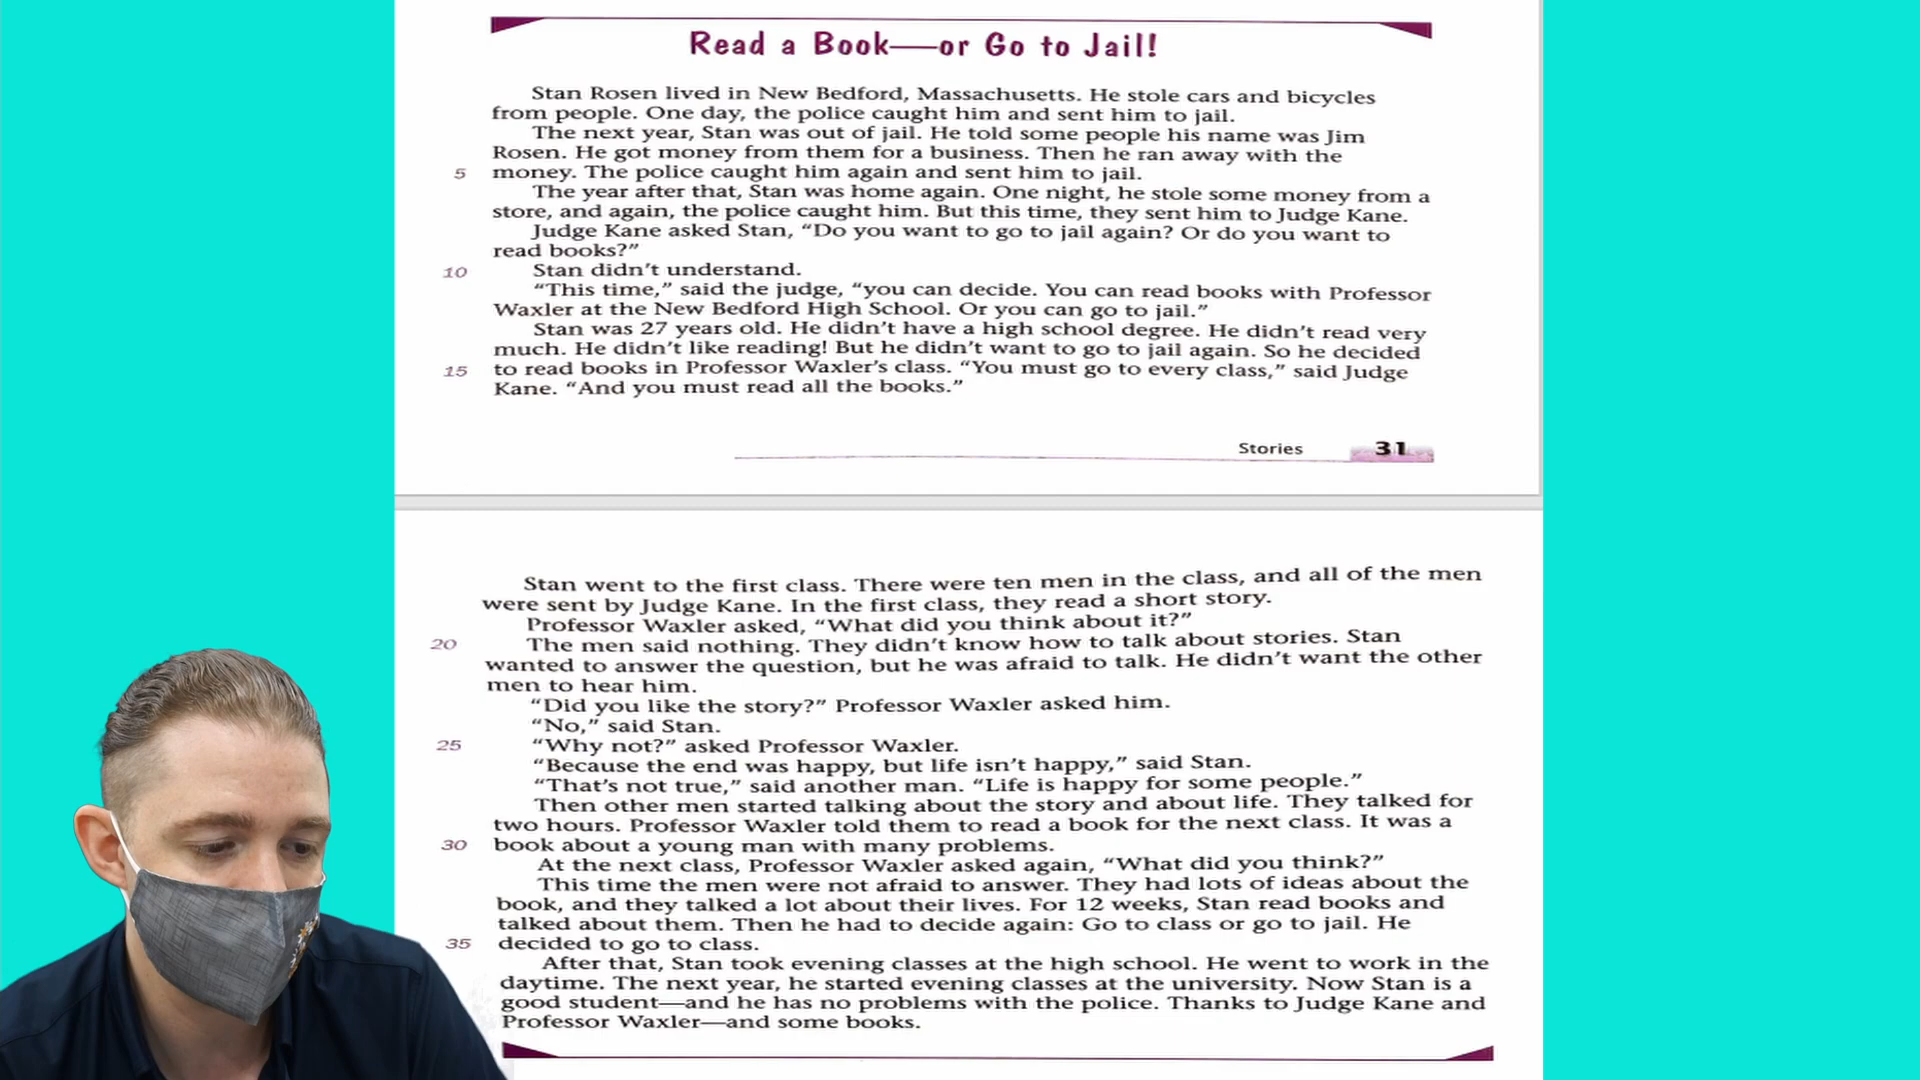 Read a Book—or Go to Jail!
Stan Rosen lived in New Bedford, Massachusetts. He stole cars and bicycles
from people. One day, the police caught him and sent him to jail.
The next year, Stan was out of jail. He told some people his name was Jim
Rosen. He got money from them for a business. Then he ran away with the
5 money. The police caught him again and sent him to jail.
The year after that, Stan was home again. One night, he stole some money from a
store, and again, the police caught him. But this time, they sent him to Judge Kane.
Judge Kane asked Stan, “Do you want to go to jail again? Or do you want to
read books?”
10 Stan didn’t understand.
“This time,” said the judge, “you can decide. You can read books with Professor
Waxler at the New Bedford High School. Or you can go to jail.”
Stan was 27 years old. He didn’t have a high school degree. He didn’t read very
much. He didn’t like reading! But he didn’t want to go to jail again. So he decided
15 to read books in Professor Waxler’s class. “You must go to every class,” said Judge
Kane. “And you must read all the books.”
Stories 31
Stan went to the first class. There were ten men in the class, and all of the men
were sent by Judge Kane. In the first class, they read a short story.
Professor Waxler asked, “What did you think about it?”
20 The men said nothing. They didn’t know how to talk about stories. Stan
wanted to answer the question, but he was afraid to talk. He didn’t want the other
men to hear him.
“Did you like the story?” Professor Waxler asked him.
“No,” said Stan.
25 “Why not?” asked Professor Waxler.
“Because the end was happy, but life isn’t happy,” said Stan.
“That’s not true,” said another man. “Life is happy for some people.”
Then other men started talking about the story and about life. They talked for
two hours. Professor Waxler told them to read a book for the next class. It was a
30 book about a young man with many problems.
At the next class, Professor Waxler asked again, “What did you think?”
This time the men were not afraid to answer. They had lots of ideas about the
book, and they talked a lot about their lives. For 12 weeks, Stan read books and
talked about them. Then he had to decide again: Go to class or go to jail. He
35 decided to go to class.
After that, Stan took evening classes at the high school. He went to work in the
daytime. The next year, he started evening classes at the university. Now Stan is a
good student—and he has no problems with the police. Thanks to Judge Kane and
Professor Waxler—and some books.